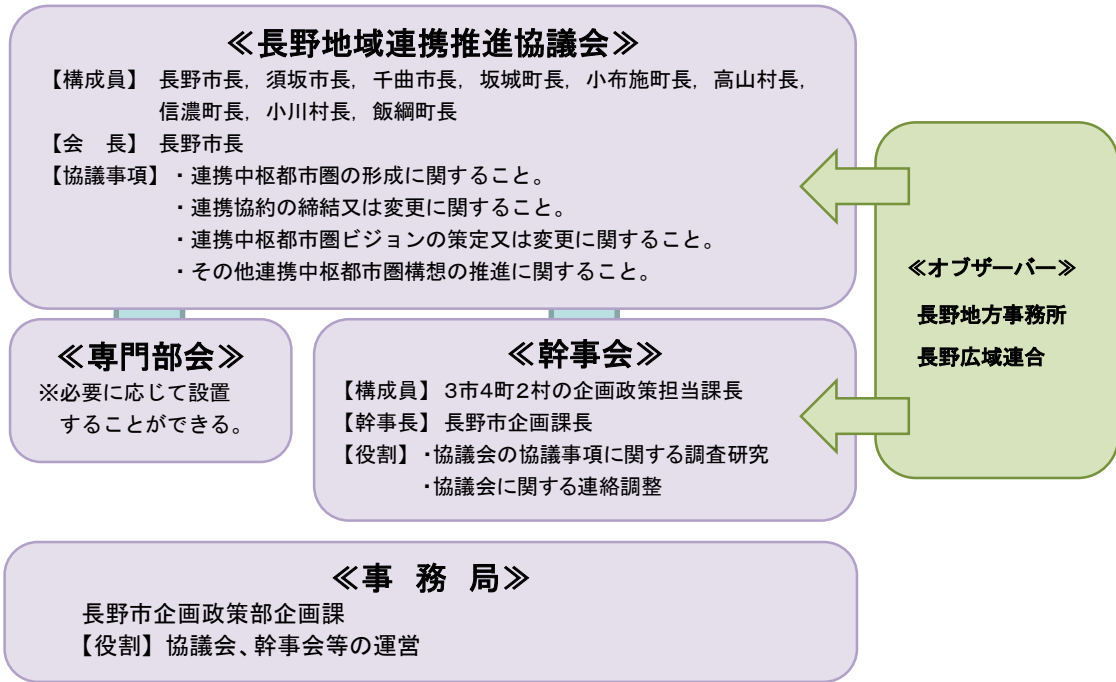 ≪長野地域連携推進協議会≫
【構成員】 長野市長，須坂市長，千曲市長，坂城町長，小布施町長，高山村長，
信濃町長，小川村長，飯綱町長
【会　長】 長野市長
【協議事項】・連携中枢都市圏の形成に関すること。
・連携協約の締結又は変更に関すること。
・連携中枢都市圏ビジョンの策定又は変更に関すること。
・その他連携中枢都市圏構想の推進に関すること。
≪専門部会≫
※必要に応じて設置
することができる。
≪幹事会≫
【構成員】 3市4町2村の企画政策担当課長
【幹事長】 長野市企画課長
【役割】 ・協議会の協議事項に関する調査研究
・協議会に関する連絡調整
≪オブザーバー≫
長野地方事務所
長野広域連合
≪事　務　局≫
長野市企画政策部企画課
【役割】 協議会、幹事会等の運営